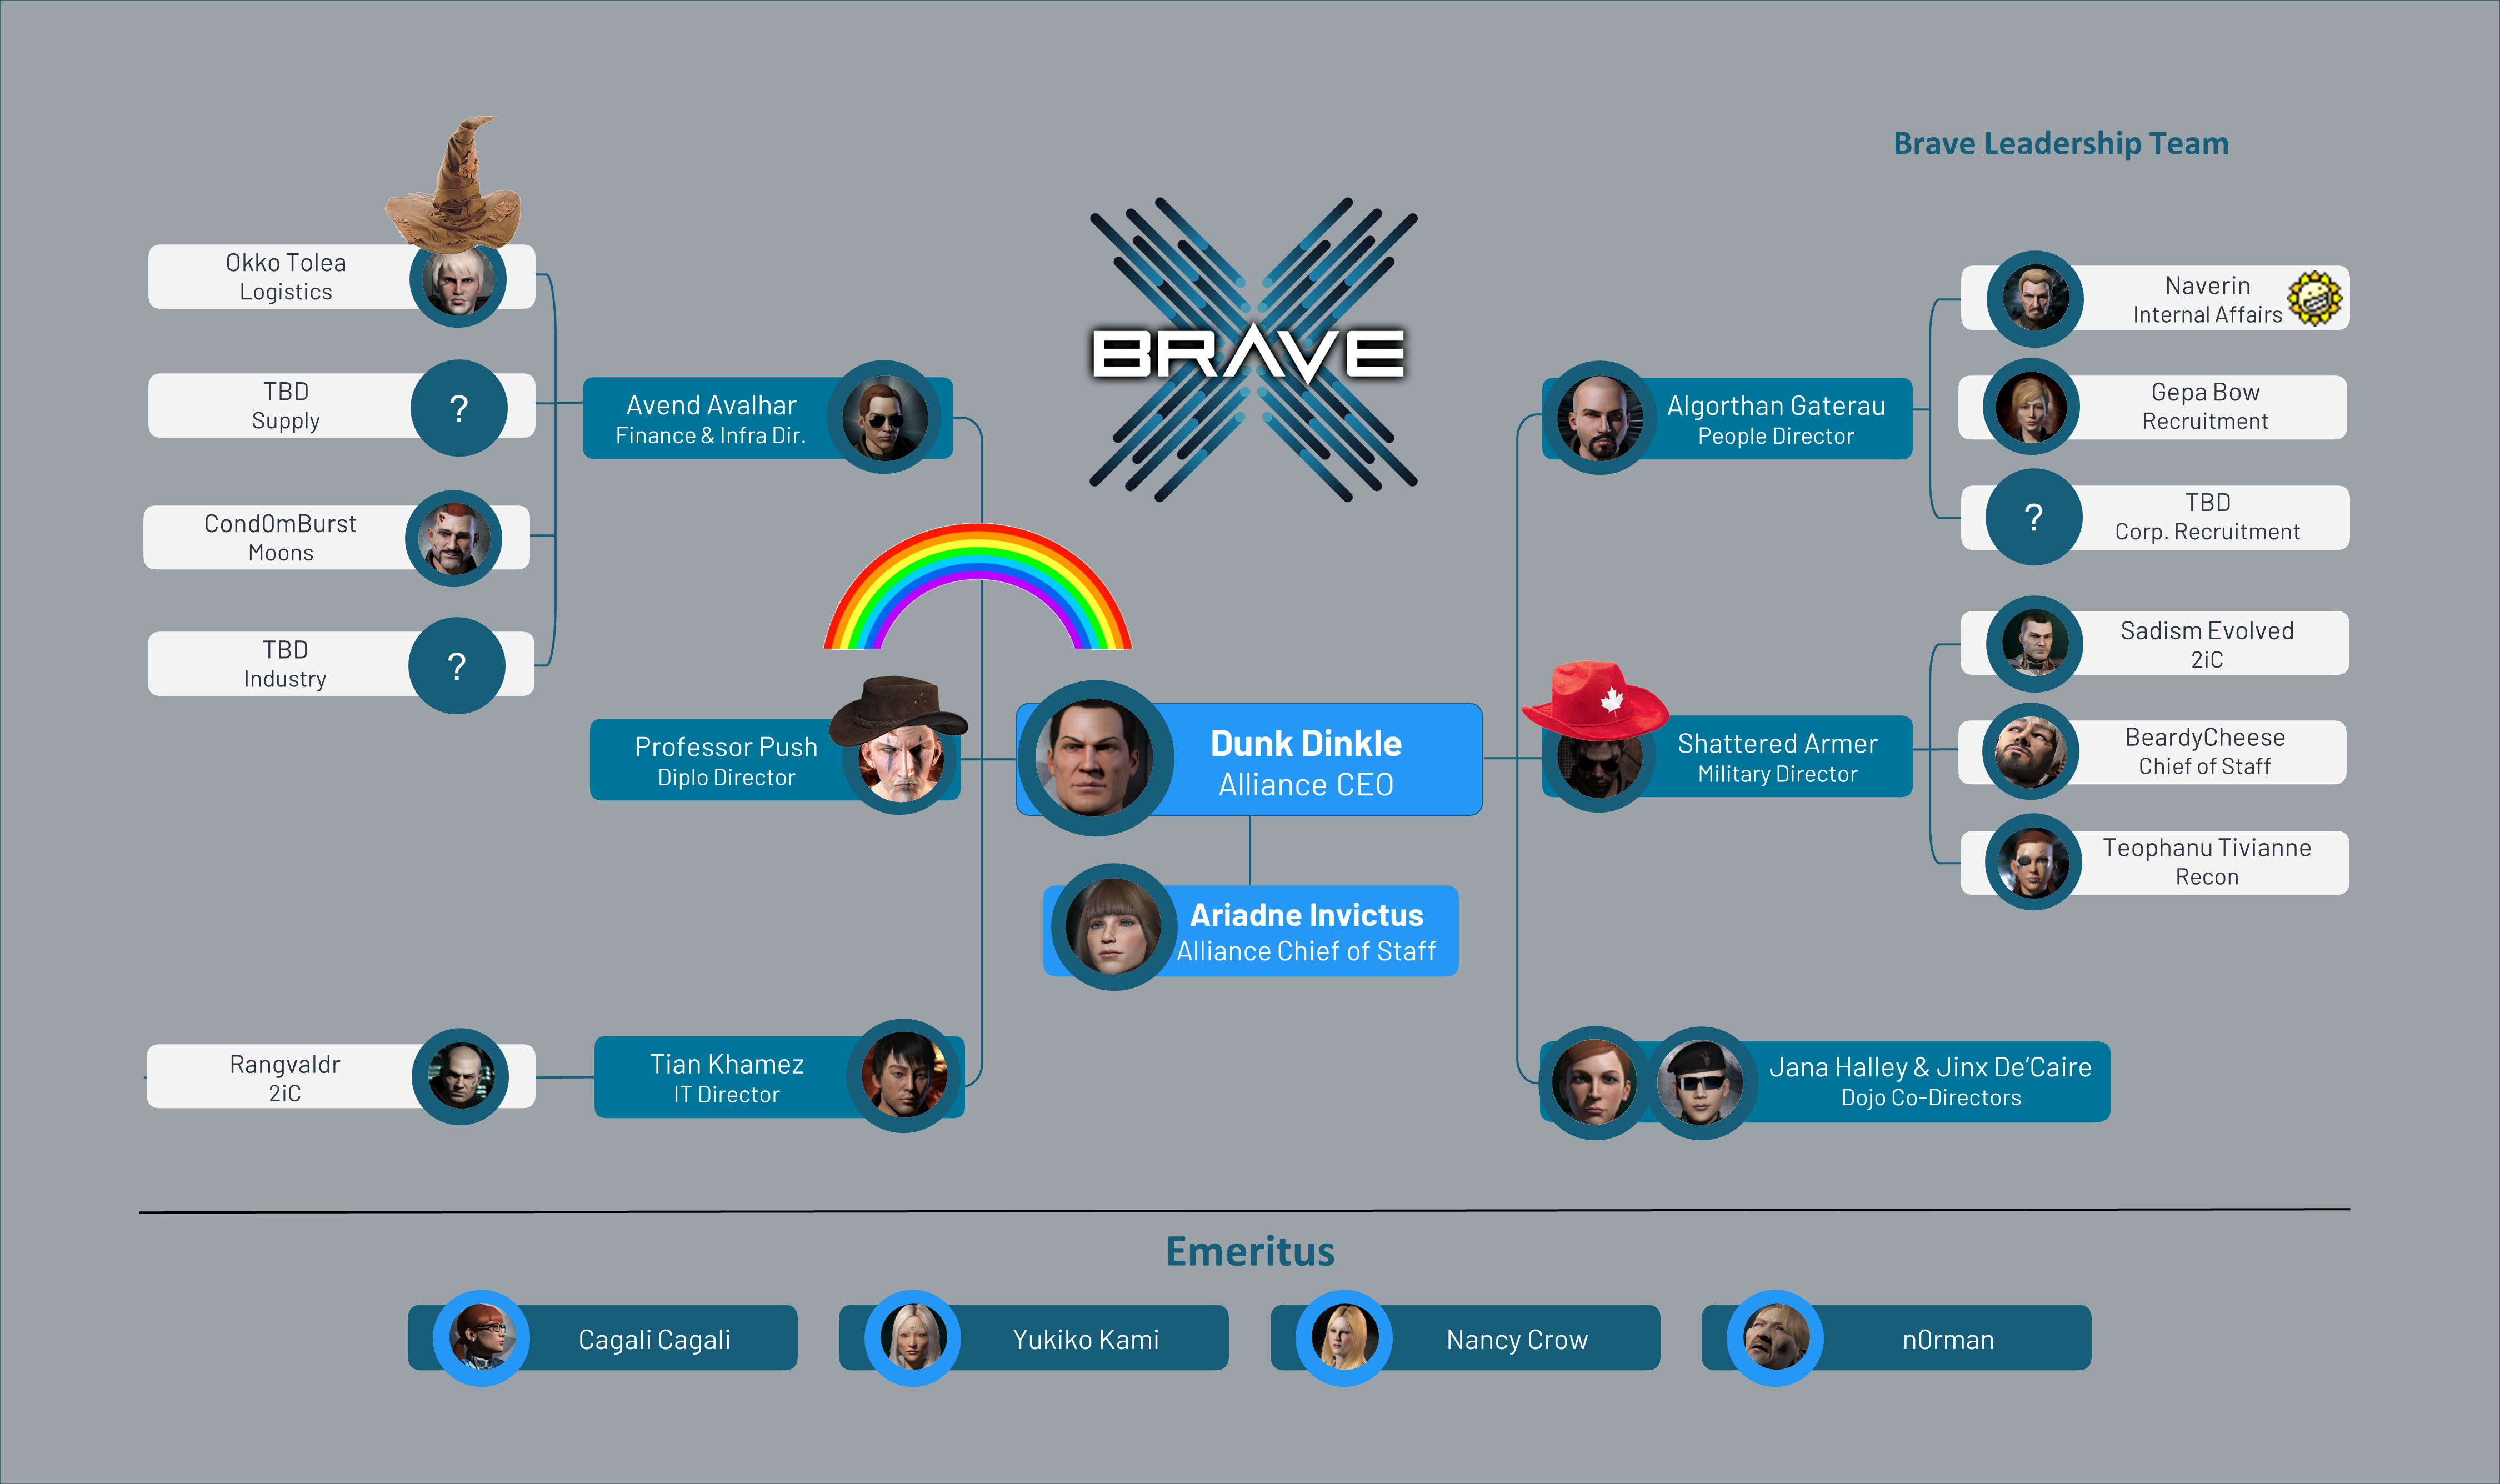 Brave Leadership Team
BRAVE
Okko Tolea
Logistics
TBD
Supply
?
Cond0mBurst
Moons
TBD
Industry
?
Avend Avalhar
Finance & Infra Dir.
Professor Push
Diplo Director
Rangvaldr
2iC
Tian Khamez
IT Director
Dunk Dinkle
Alliance CEO
Ariadne Invictus
Alliance Chief of Staff
Algorthan Gaterau
People Director
Naverin
Internal Affairs
Gepa Bow
Recruitment
?
TBD
Corp. Recruitment
Shattered Armer
Military Director
Sadism Evolved
2iC
BeardyCheese
Chief of Staff
Teophanu Tivianne
Recon
Jana Halley & Jinx De’Caire
Dojo Co-Directors
Emeritus
Cagali Cagali
Yukiko Kami
Nancy Crow
n0rman